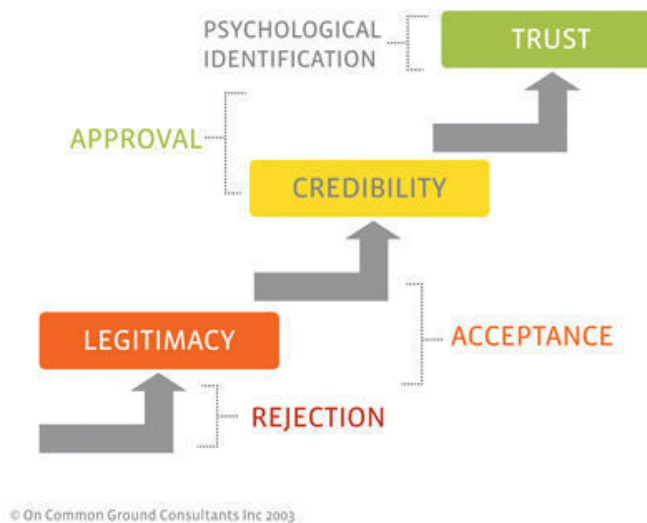 PSYCHOLOGICAL
IDENTIFICATION
TRUST
APPROVAL
CREDIBILITY
LEGITIMACY
ACCEPTANCE
REJECTION
© On Common Ground Consultants Inc 2003